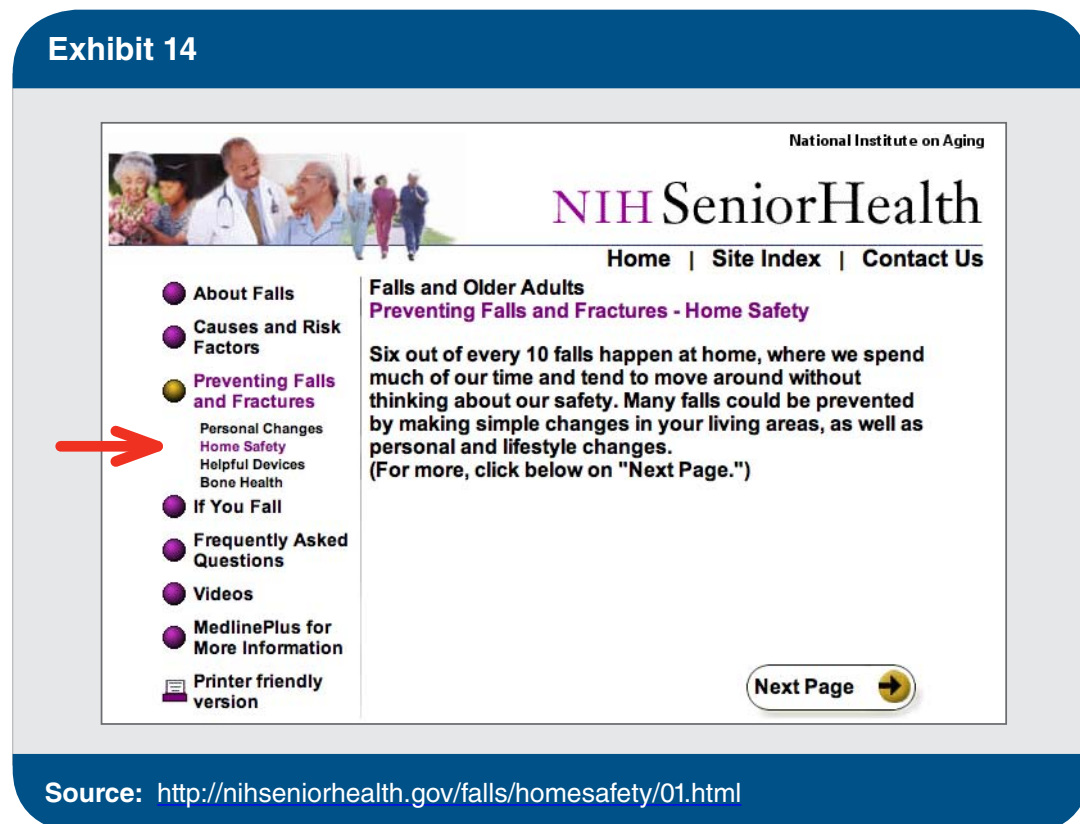 Exhibit 14
National Institute on Aging
NIH SeniorHealth
Home | Site Index | Contact Us
About Falls
Causes and Risk
Factors
Preventing Falls
and Fractures
Personal Changes
Home Safety
Helpful Devices
Bone Health
If You Fall
Frequently Asked
Questions
Videos
MedlinePlus for
More Information
Printer friendly
version
Falls and Older Adults
Preventing Falls and Fractures - Home Safety
Six out of every 10 falls happen at home, where we spend
much of our time and tend to move around without
thinking about our safety. Many falls could be prevented
by making simple changes in your living areas, as well as
personal and lifestyle changes.
(For more, click below on "Next Page.")
Next Page
Source: http://nihseniorhealth.gov/falls/homesafety/01.html